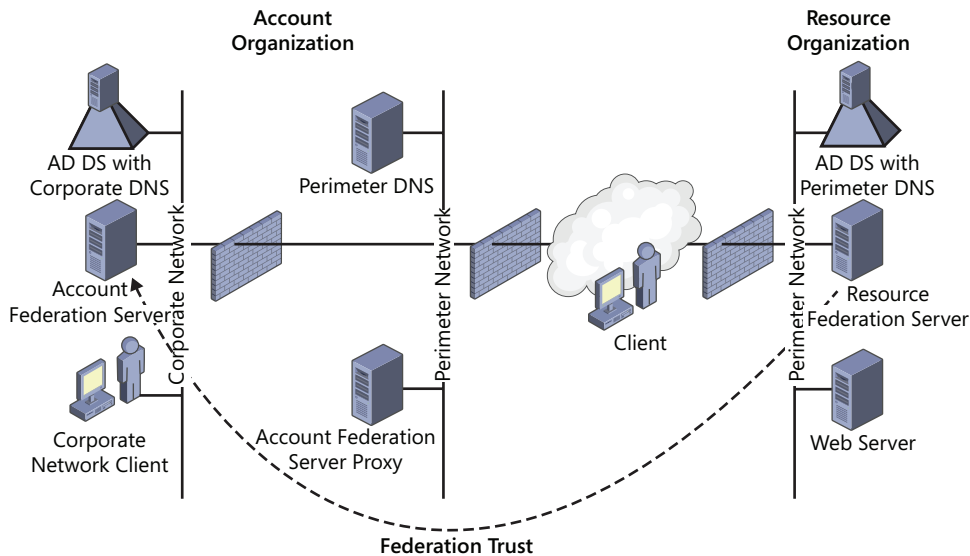 Account
Organization
Resource
Organization
AD DS with
Corporate DNS
Perimeter DNS
AD DS with
Perimeter DNS
Account
Federation Server
Corporate Network
Perimeter Network
Client
Perimeter Network
Resource
Federation Server
Corporate
Network Client
Account Federation
Server Proxy
Web Server
Federation Trust